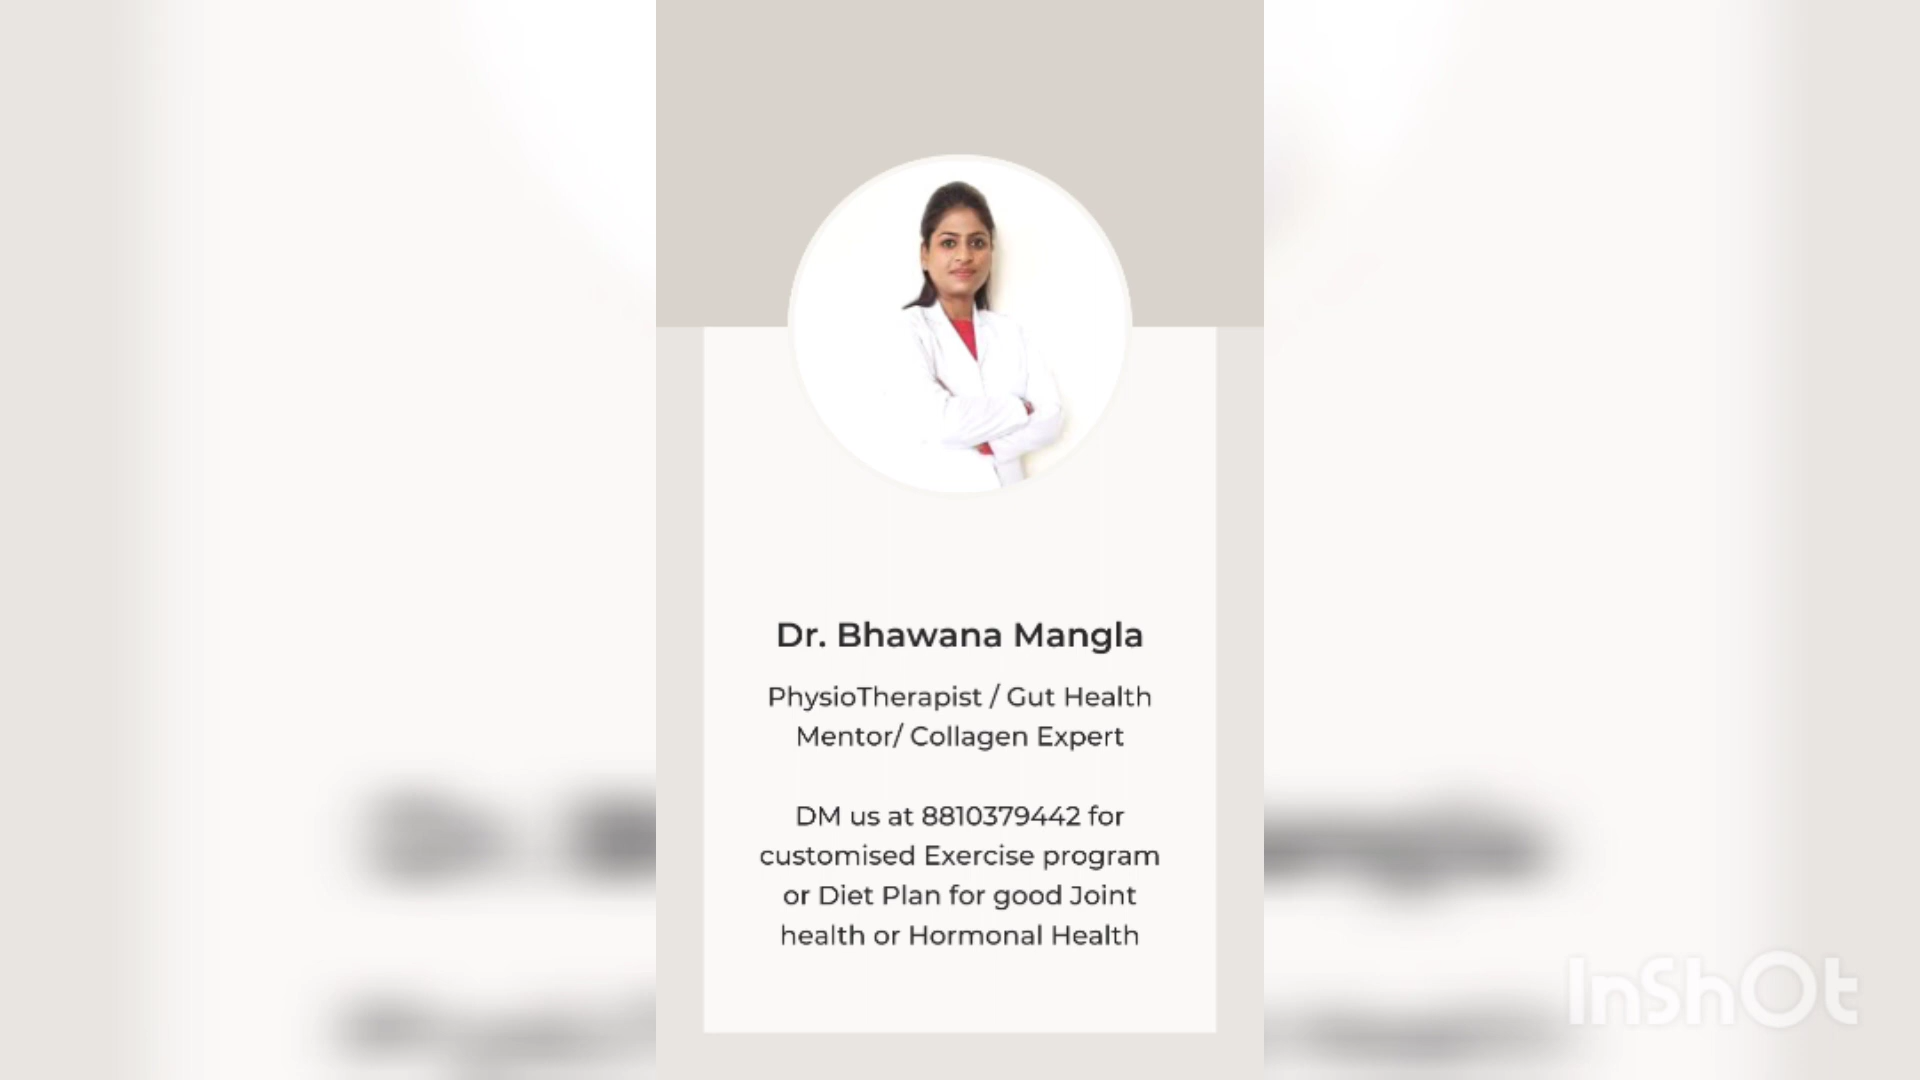 Dr. Bhawana Mangla
PhysioTherapist / Gut Health
Mentor/ Collagen Expert
DM us at 8810379442 for
customised Exercise program
or Diet Plan for good Joint
health or Hormonal Health
InShOt